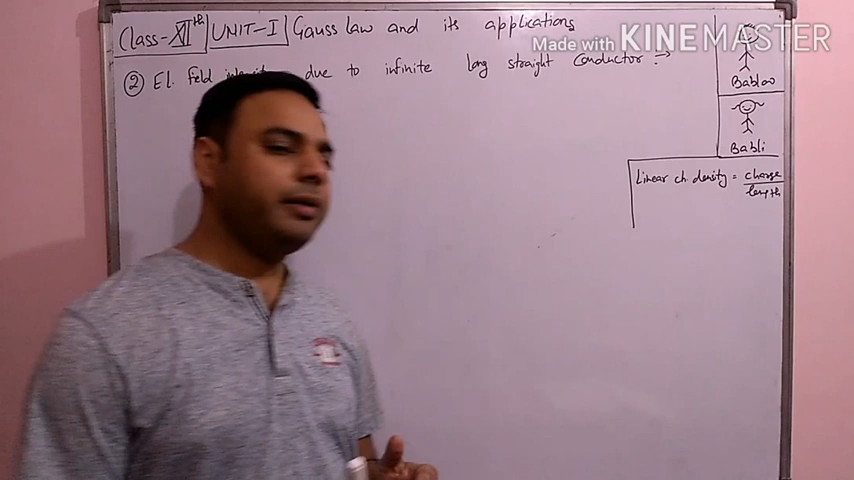 Class-XIIth UNIT-I Gauss law and its applications
Made with KINEMASTER
② El. Field intensity due to infinite long straight conductor :→
Babloo
Babli
Linear ch. density = charge
length